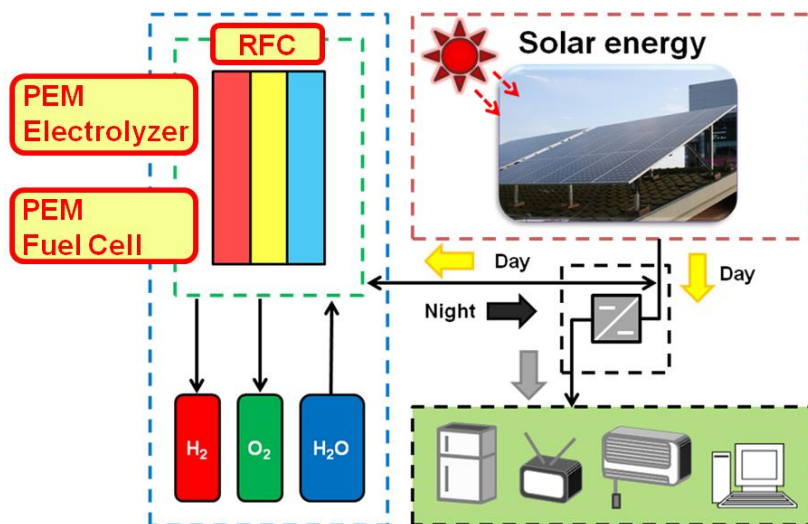 RFC
PEM
Electrolyzer
PEM
Fuel Cell
Solar energy
Day
Day
Night
H₂
O₂
H₂O